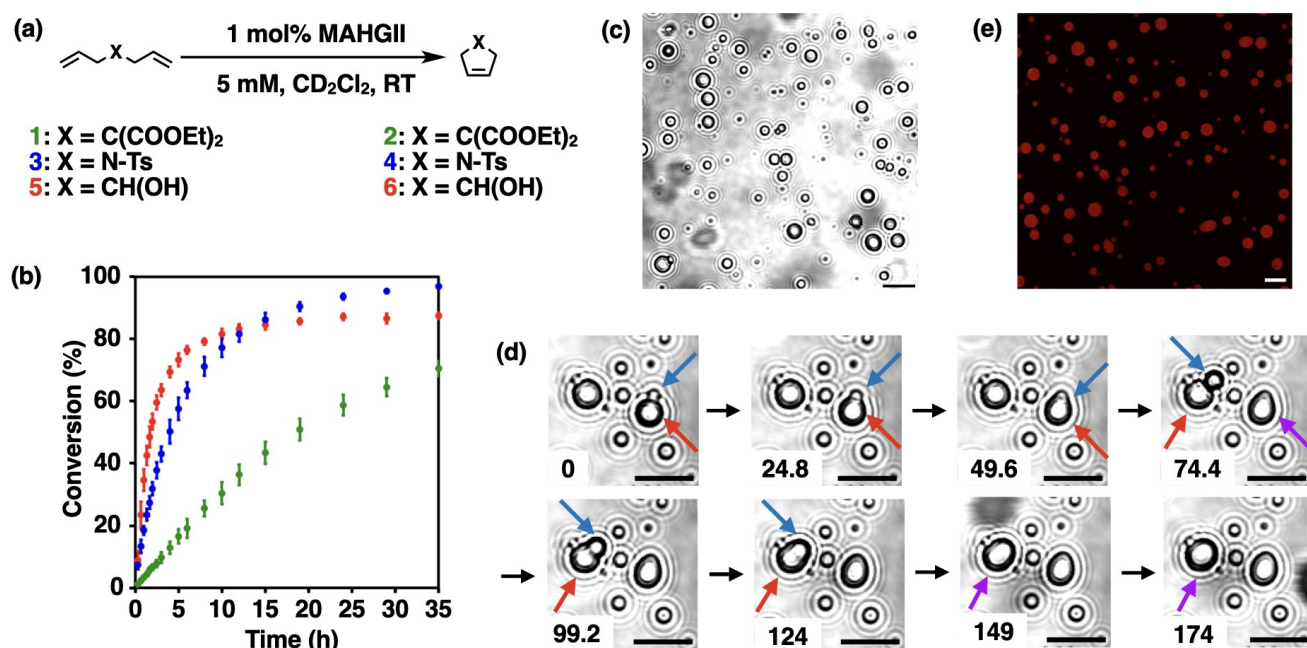 (a)
X
1 mol% MAHGII
5 mM, CD₂Cl₂, RT
X
1: X = C(COOEt)₂
2: X = C(COOEt)₂
3: X = N-Ts
4: X = N-Ts
5: X = CH(OH)
6: X = CH(OH)
(b)
Conversion (%)
100
80
60
40
20
0
0 5 10 15 20 25 30 35
Time (h)
(c)
(e)
(d)
0
24.8
49.6
74.4
99.2
124
149
174